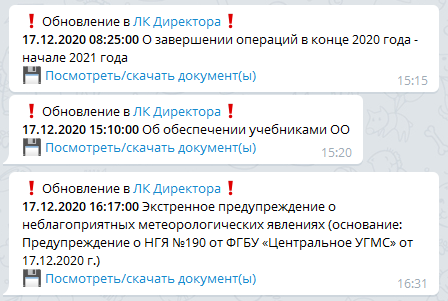 ❗ Обновление в ЛК Директора ❗
17.12.2020 08:25:00 О завершении операций в конце 2020 года -
начале 2021 года
💾 Посмотреть/скачать документ(ы)
15:15
❗ Обновление в ЛК Директора ❗
17.12.2020 15:10:00 Об обеспечении учебниками ОО
💾 Посмотреть/скачать документ(ы)
15:20
❗ Обновление в ЛК Директора ❗
17.12.2020 16:17:00 Экстренное предупреждение о
неблагоприятных метеорологических явлениях (основание:
Предупреждение о НГЯ №190 от ФГБУ «Центральное УГМС» от
17.12.2020 г.)
💾 Посмотреть/скачать документ(ы)
16:31